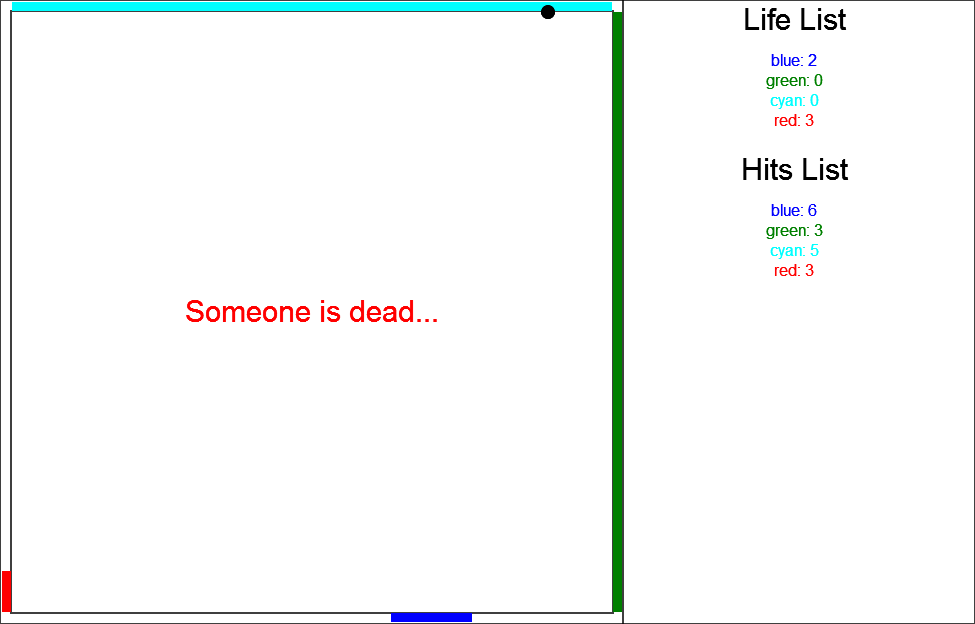 Life List
blue: 2
green: 0
cyan: 0
red: 3
Hits List
blue: 6
green: 3
cyan: 5
red: 3
Someone is dead...